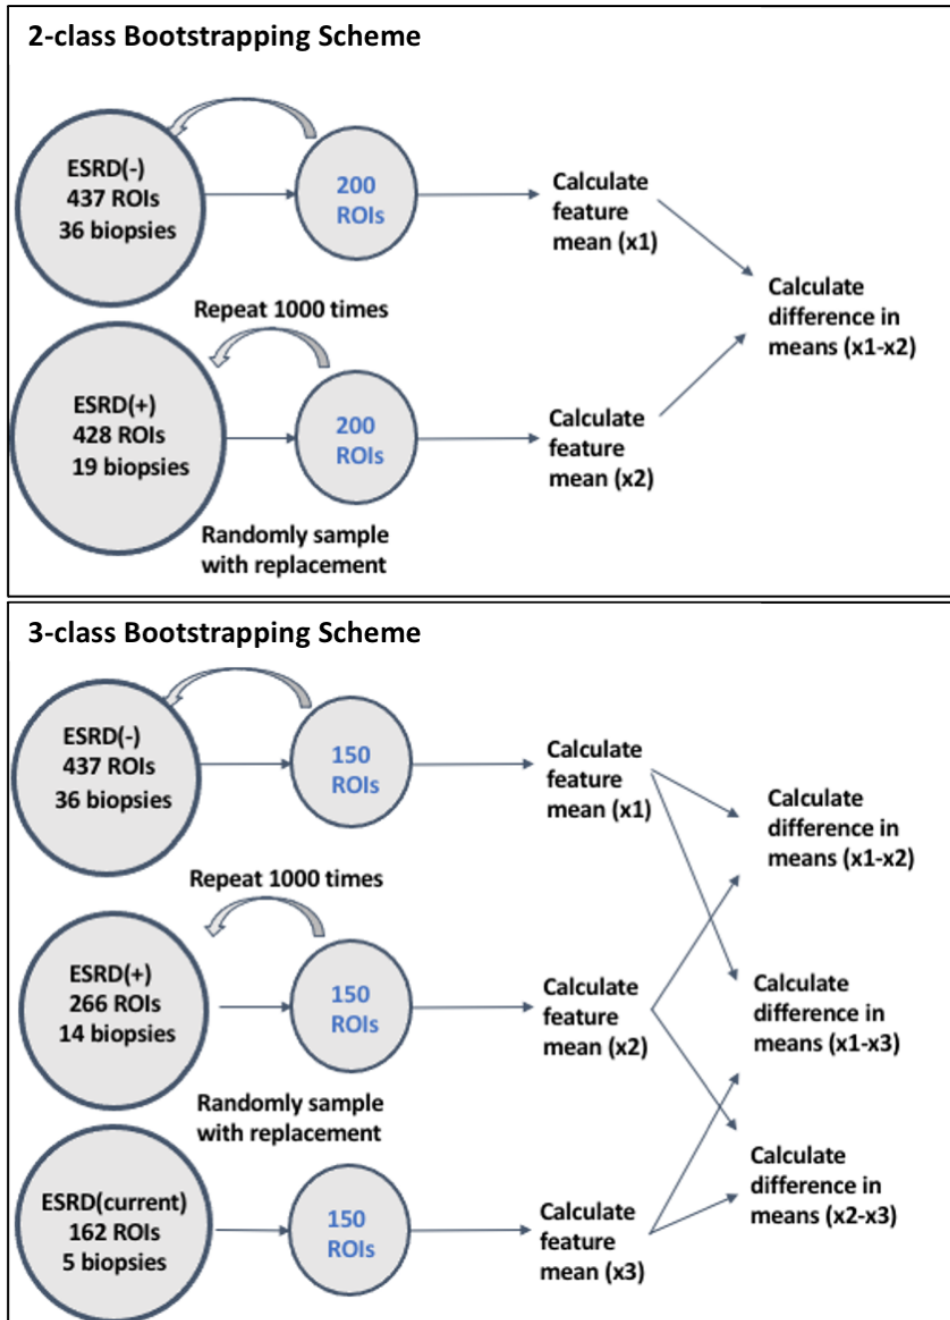 2-class Bootstrapping Scheme
ESRD(-)
437 ROIs
36 biopsies
200
ROIs
Calculate
feature
mean (x1)
Repeat 1000 times
ESRD(+)
428 ROIs
19 biopsies
200
ROIs
Calculate
feature
mean (x2)
Calculate
difference in
means (x1-x2)
Randomly sample
with replacement
3-class Bootstrapping Scheme
ESRD(-)
437 ROIs
36 biopsies
150
ROIs
Calculate
feature
mean (x1)
Repeat 1000 times
ESRD(+)
266 ROIs
14 biopsies
150
ROIs
Calculate
feature
mean (x2)
Randomly sample
with replacement
ESRD(current)
162 ROIs
5 biopsies
150
ROIs
Calculate
feature
mean (x3)
Calculate
difference in
means (x1-x2)
Calculate
difference in
means (x1-x3)
Calculate
difference in
means (x2-x3)